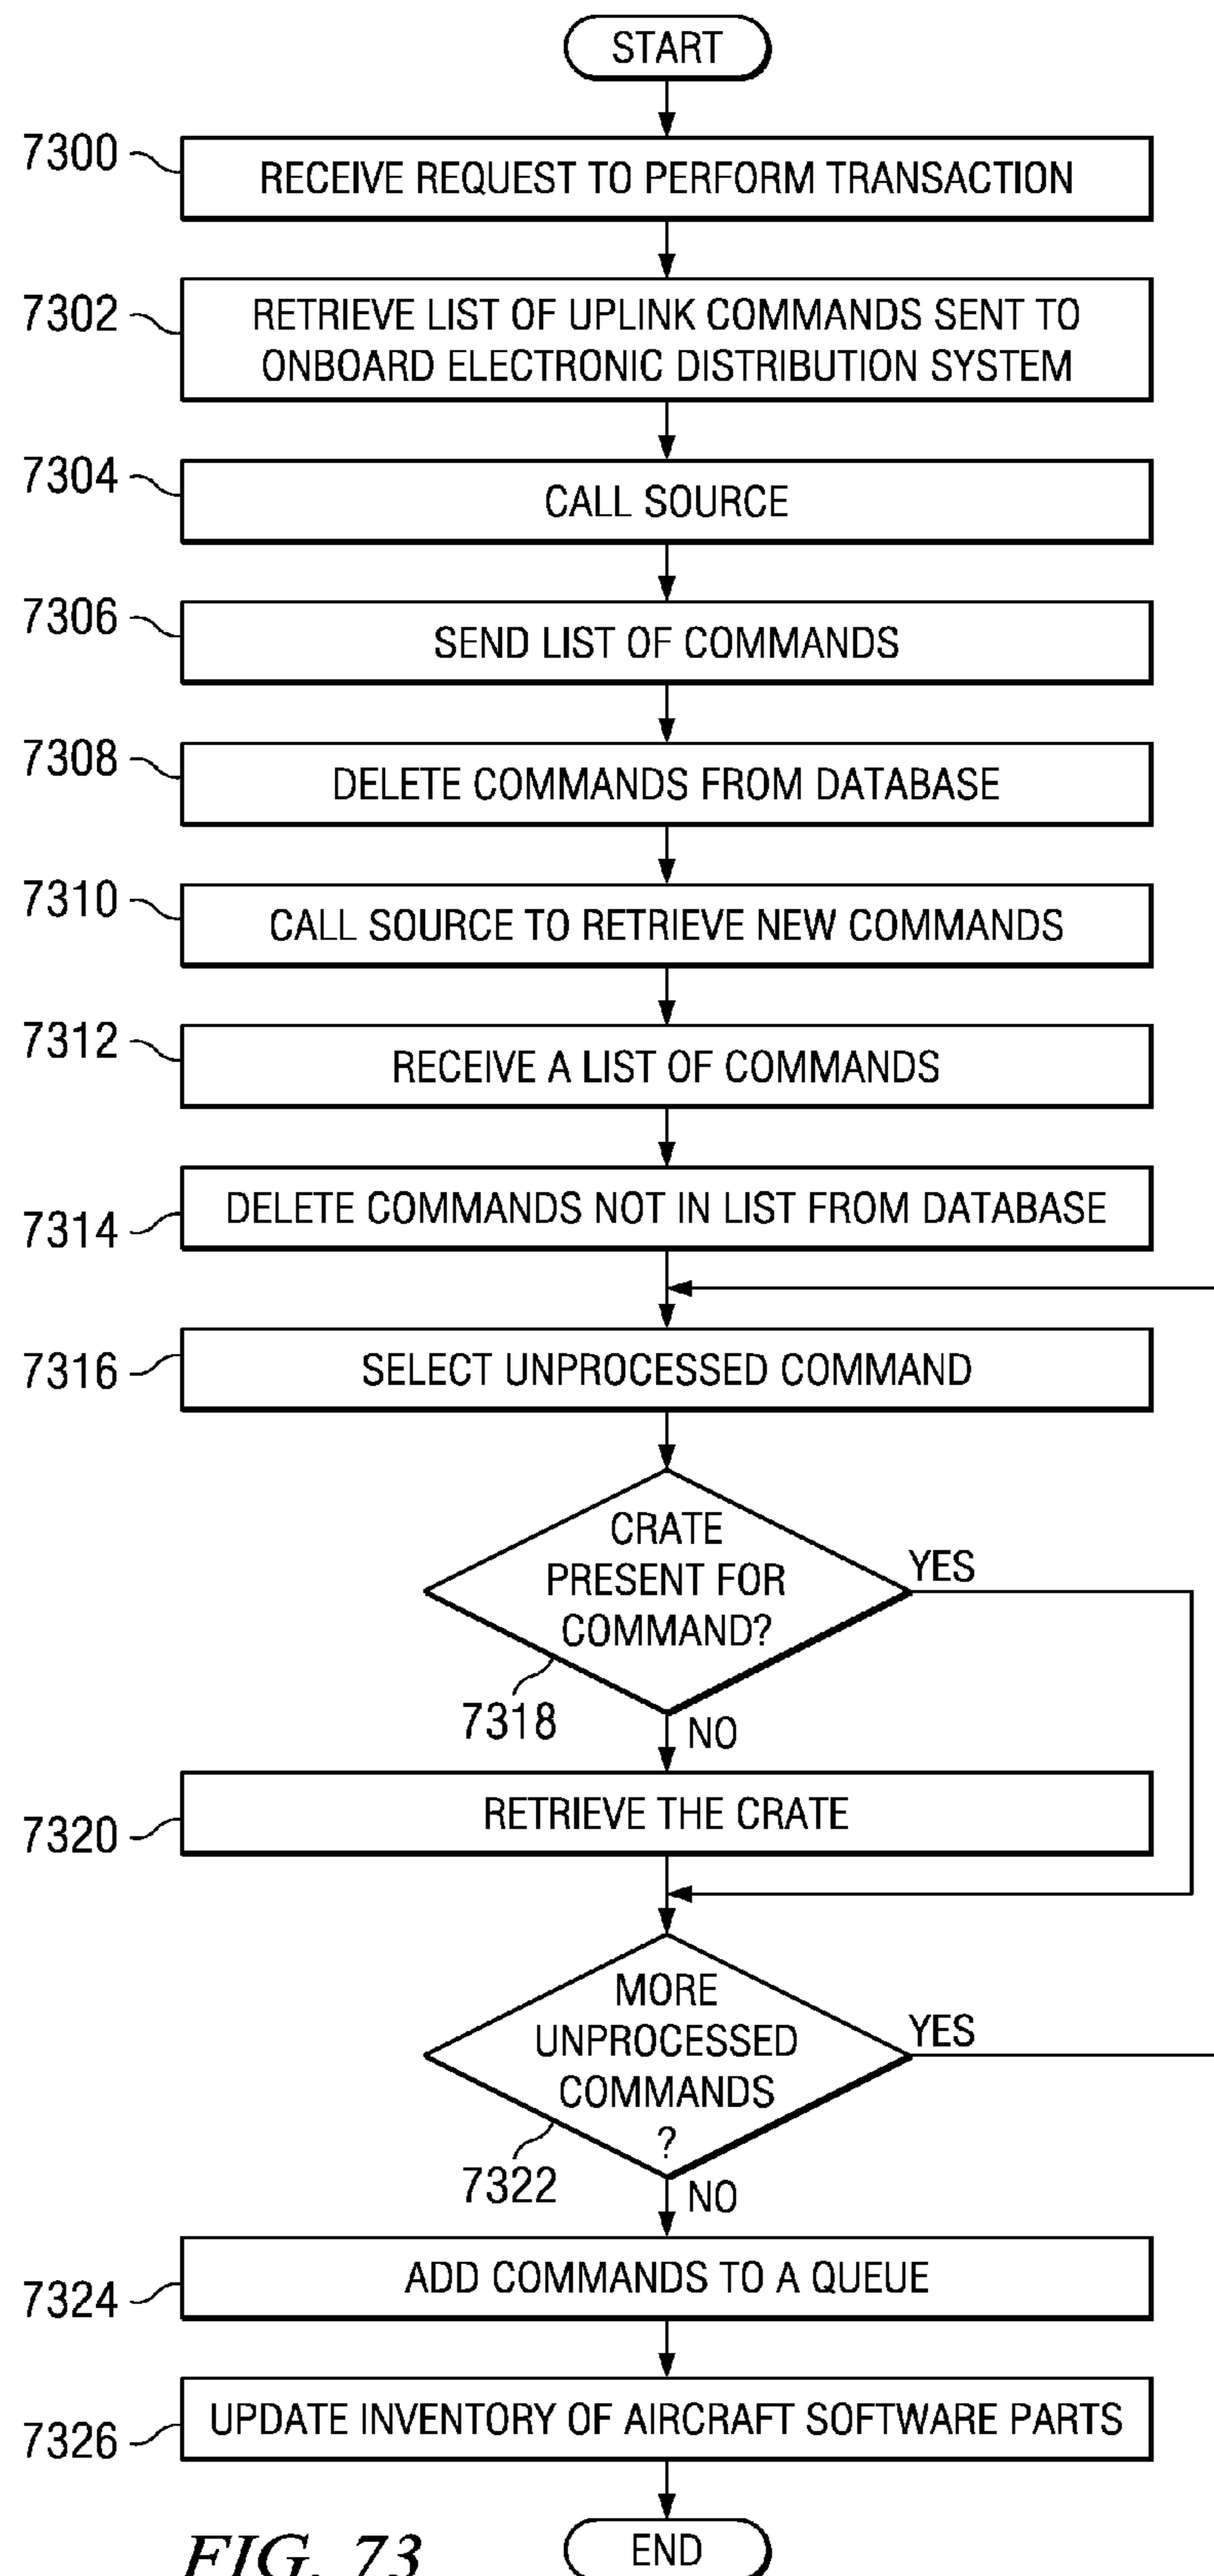 START
7300
RECEIVE REQUEST TO PERFORM TRANSACTION
7302
RETRIEVE LIST OF UPLINK COMMANDS SENT TO
ONBOARD ELECTRONIC DISTRIBUTION SYSTEM
7304
CALL SOURCE
7306
SEND LIST OF COMMANDS
7308
DELETE COMMANDS FROM DATABASE
7310
CALL SOURCE TO RETRIEVE NEW COMMANDS
7312
RECEIVE A LIST OF COMMANDS
7314
DELETE COMMANDS NOT IN LIST FROM DATABASE
7316
SELECT UNPROCESSED COMMAND
CRATE
PRESENT FOR
COMMAND?
YES
7318
NO
7320
RETRIEVE THE CRATE
MORE
UNPROCESSED
COMMANDS
?
YES
7322
NO
7324
ADD COMMANDS TO A QUEUE
7326
UPDATE INVENTORY OF AIRCRAFT SOFTWARE PARTS
FIG. 73
END